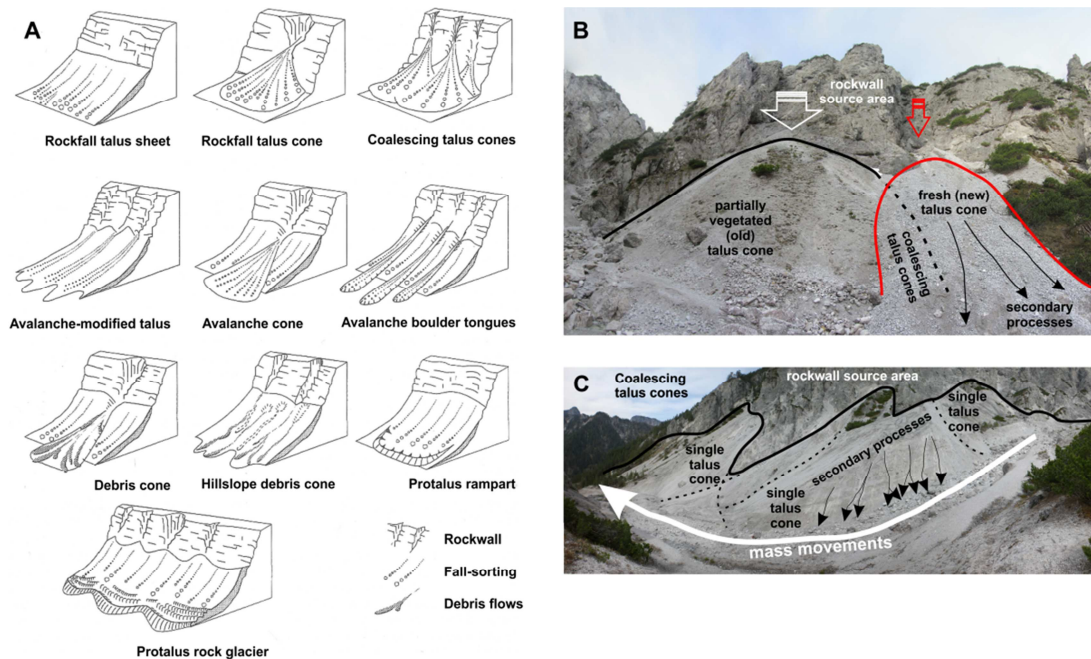 A
Rockfall talus sheet
Rockfall talus cone
Coalescing talus cones
Avalanche-modified talus
Avalanche cone
Avalanche boulder tongues
Debris cone
Hillslope debris cone
Protalus rampart
Protalus rock glacier
Rockwall
Fall-sorting
Debris flows
B
rockwall
source area
partially
vegetated
(old)
talus cone
coalescing
talus cones
fresh (new)
talus cone
secondary
processes
C
Coalescing
talus cones
rockwall source area
single
talus
cone
single
talus
cone
single
talus
cone
secondary processes
mass movements